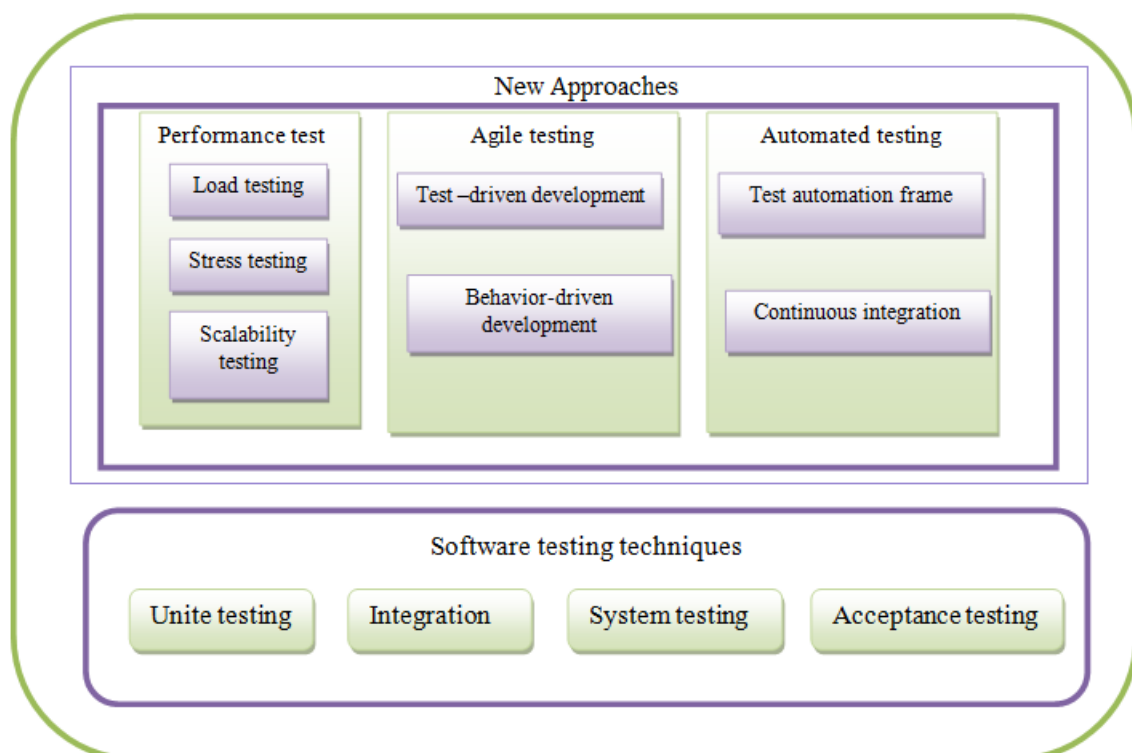 New Approaches
Performance test
Load testing
Stress testing
Scalability
testing
Agile testing
Test –driven development
Behavior-driven
development
Automated testing
Test automation frame
Continuous integration
Software testing techniques
Unite testing
Integration
System testing
Acceptance testing